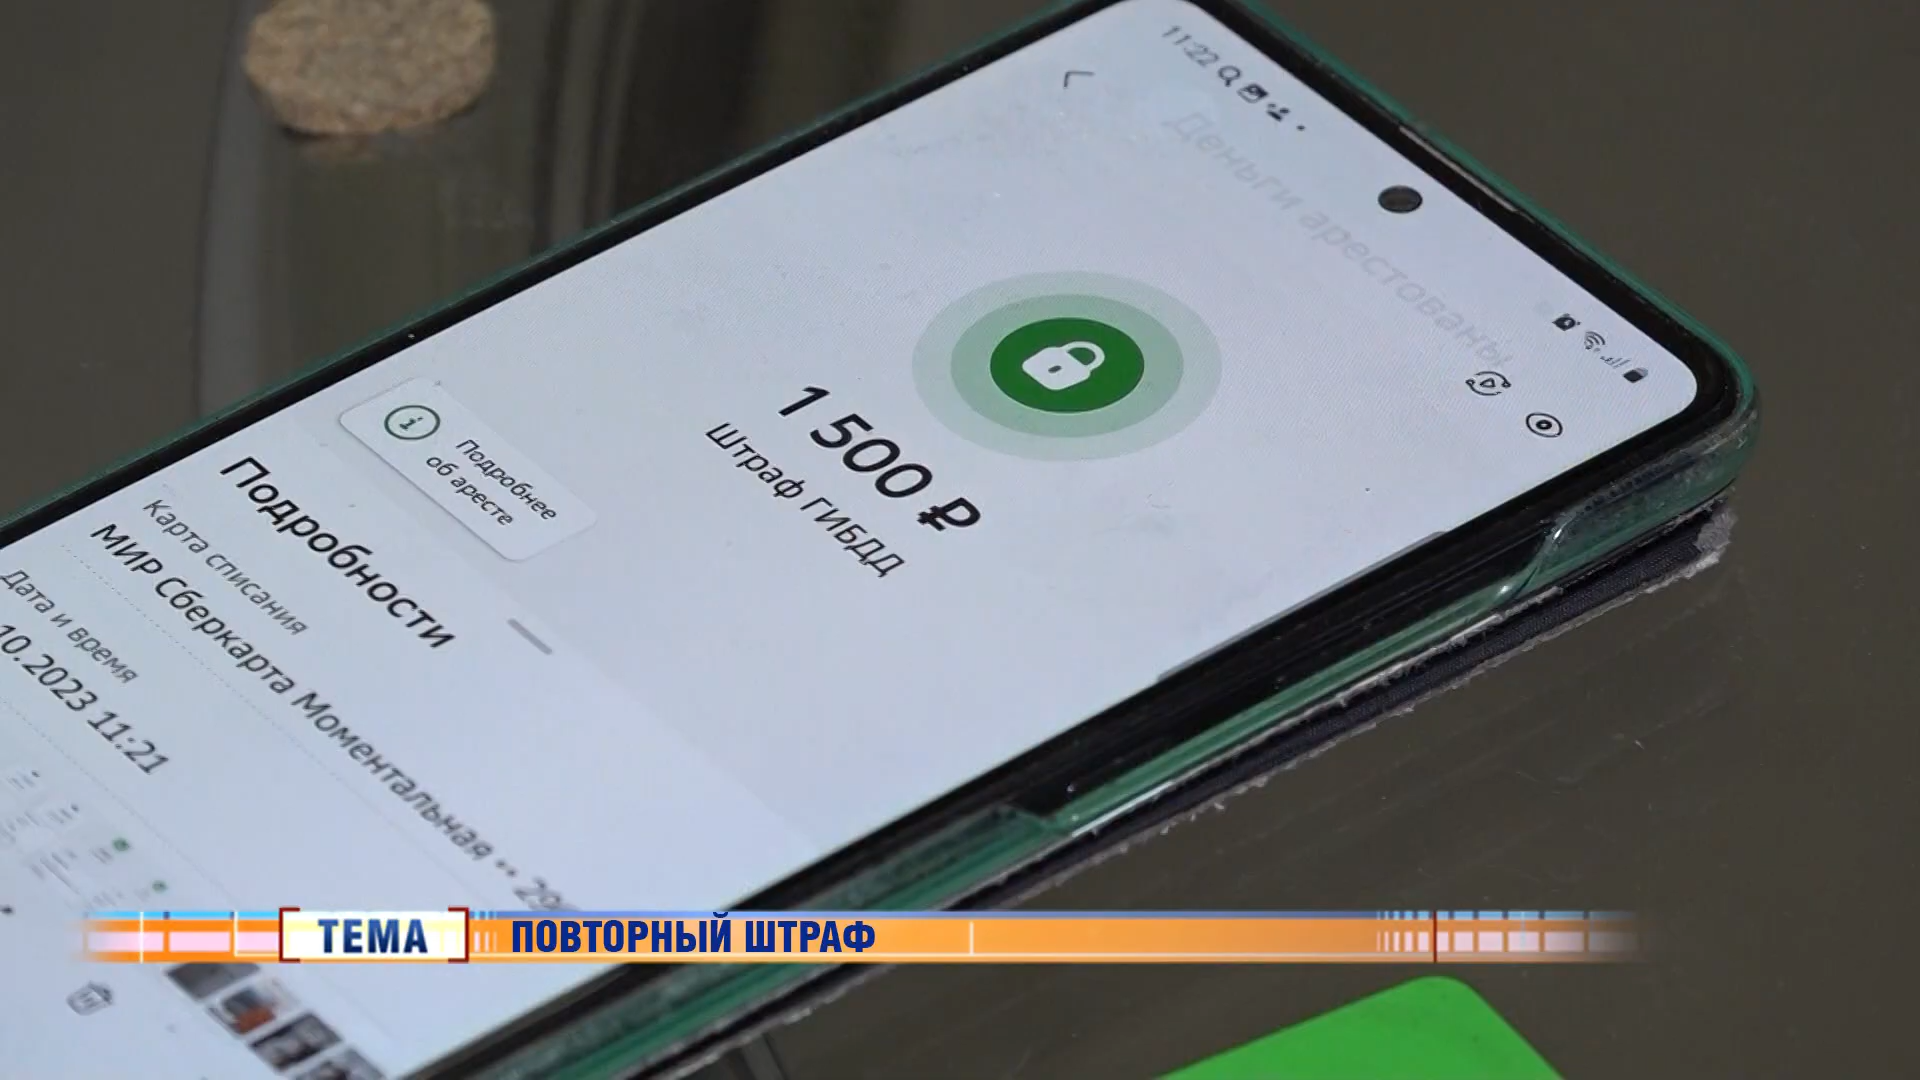 11:22
Деньги арестованы
1 500 ₽
Штраф ГИБДД
Подробнее
об аресте
Подробности
Карта списания
МИР Сберкарта Моментальная
Дата и время
10.2023 11:21
ТЕМА
ПОВТОРНЫЙ ШТРАФ